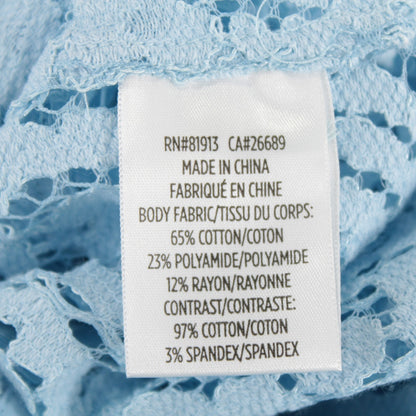 RN#81913 CA#26689
MADE IN CHINA
FABRIQUÉ EN CHINE
BODY FABRIC/TISSU DU CORPS:
65% COTTON/COTON
23% POLYAMIDE/POLYAMIDE
12% RAYON/RAYONNE
CONTRAST/CONTRASTE:
97% COTTON/COTON
3% SPANDEX/SPANDEX